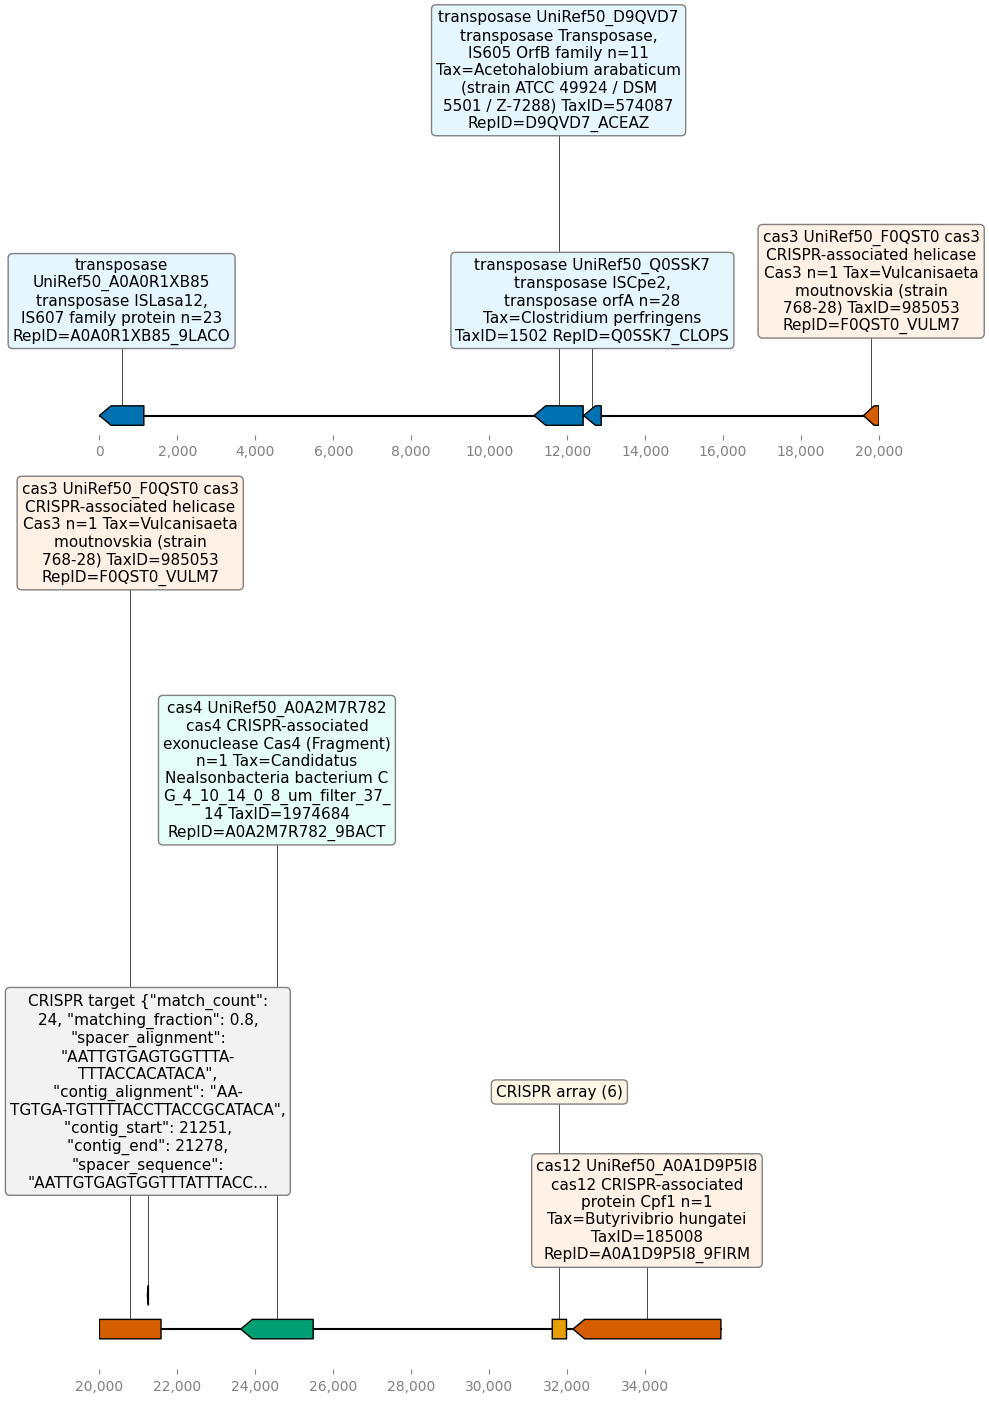 transposase UniRef50_D9QVD7
transposase Transposase,
IS605 OrfB family n=11
Tax=Acetohalobium arabaticum
(strain ATCC 49924 / DSM
5501 / Z-7288) TaxID=574087
RepID=D9QVD7_ACEAZ
transposase
UniRef50_A0A0R1XB85
transposase ISLasa12,
IS607 family protein n=23
RepID=A0A0R1XB85_9LACO
transposase UniRef50_Q0SSK7
transposase ISCpe2,
transposase orfA n=28
Tax=Clostridium perfringens
TaxID=1502 RepID=Q0SSK7_CLOPS
cas3 UniRef50_F0QST0 cas3
CRISPR-associated helicase
Cas3 n=1 Tax=Vulcanisaeta
moutnovskia (strain
768-28) TaxID=985053
RepID=F0QST0_VULM7
0
2,000
4,000
6,000
8,000
10,000
12,000
14,000
16,000
18,000
20,000
cas3 UniRef50_F0QST0 cas3
CRISPR-associated helicase
Cas3 n=1 Tax=Vulcanisaeta
moutnovskia (strain
768-28) TaxID=985053
RepID=F0QST0_VULM7
cas4 UniRef50_A0A2M7R782
cas4 CRISPR-associated
exonuclease Cas4 (Fragment)
n=1 Tax=Candidatus
Nealsonbacteria bacterium C
G_4_10_14_0_8_um_filter_37_
14 TaxID=1974684
RepID=A0A2M7R782_9BACT
CRISPR target {"match_count":
24, "matching_fraction": 0.8,
"spacer_alignment":
"AATTGTGAGTGGTTTA-
TTTACCACATACA",
"contig_alignment": "AA-
TGTGA-TGTTTTACCTTACCGCATACA",
"contig_start": 21251,
"contig_end": 21278,
"spacer_sequence":
"AATTGTGAGTGGTTTATTTACC...
CRISPR array (6)
cas12 UniRef50_A0A1D9P5I8
cas12 CRISPR-associated
protein Cpf1 n=1
Tax=Butyrivibrio hungatei
TaxID=185008
RepID=A0A1D9P5I8_9FIRM
20,000
22,000
24,000
26,000
28,000
30,000
32,000
34,000